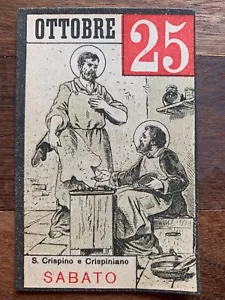 OTTOBRE 25
S. Crispino e Crispiniano
SABATO